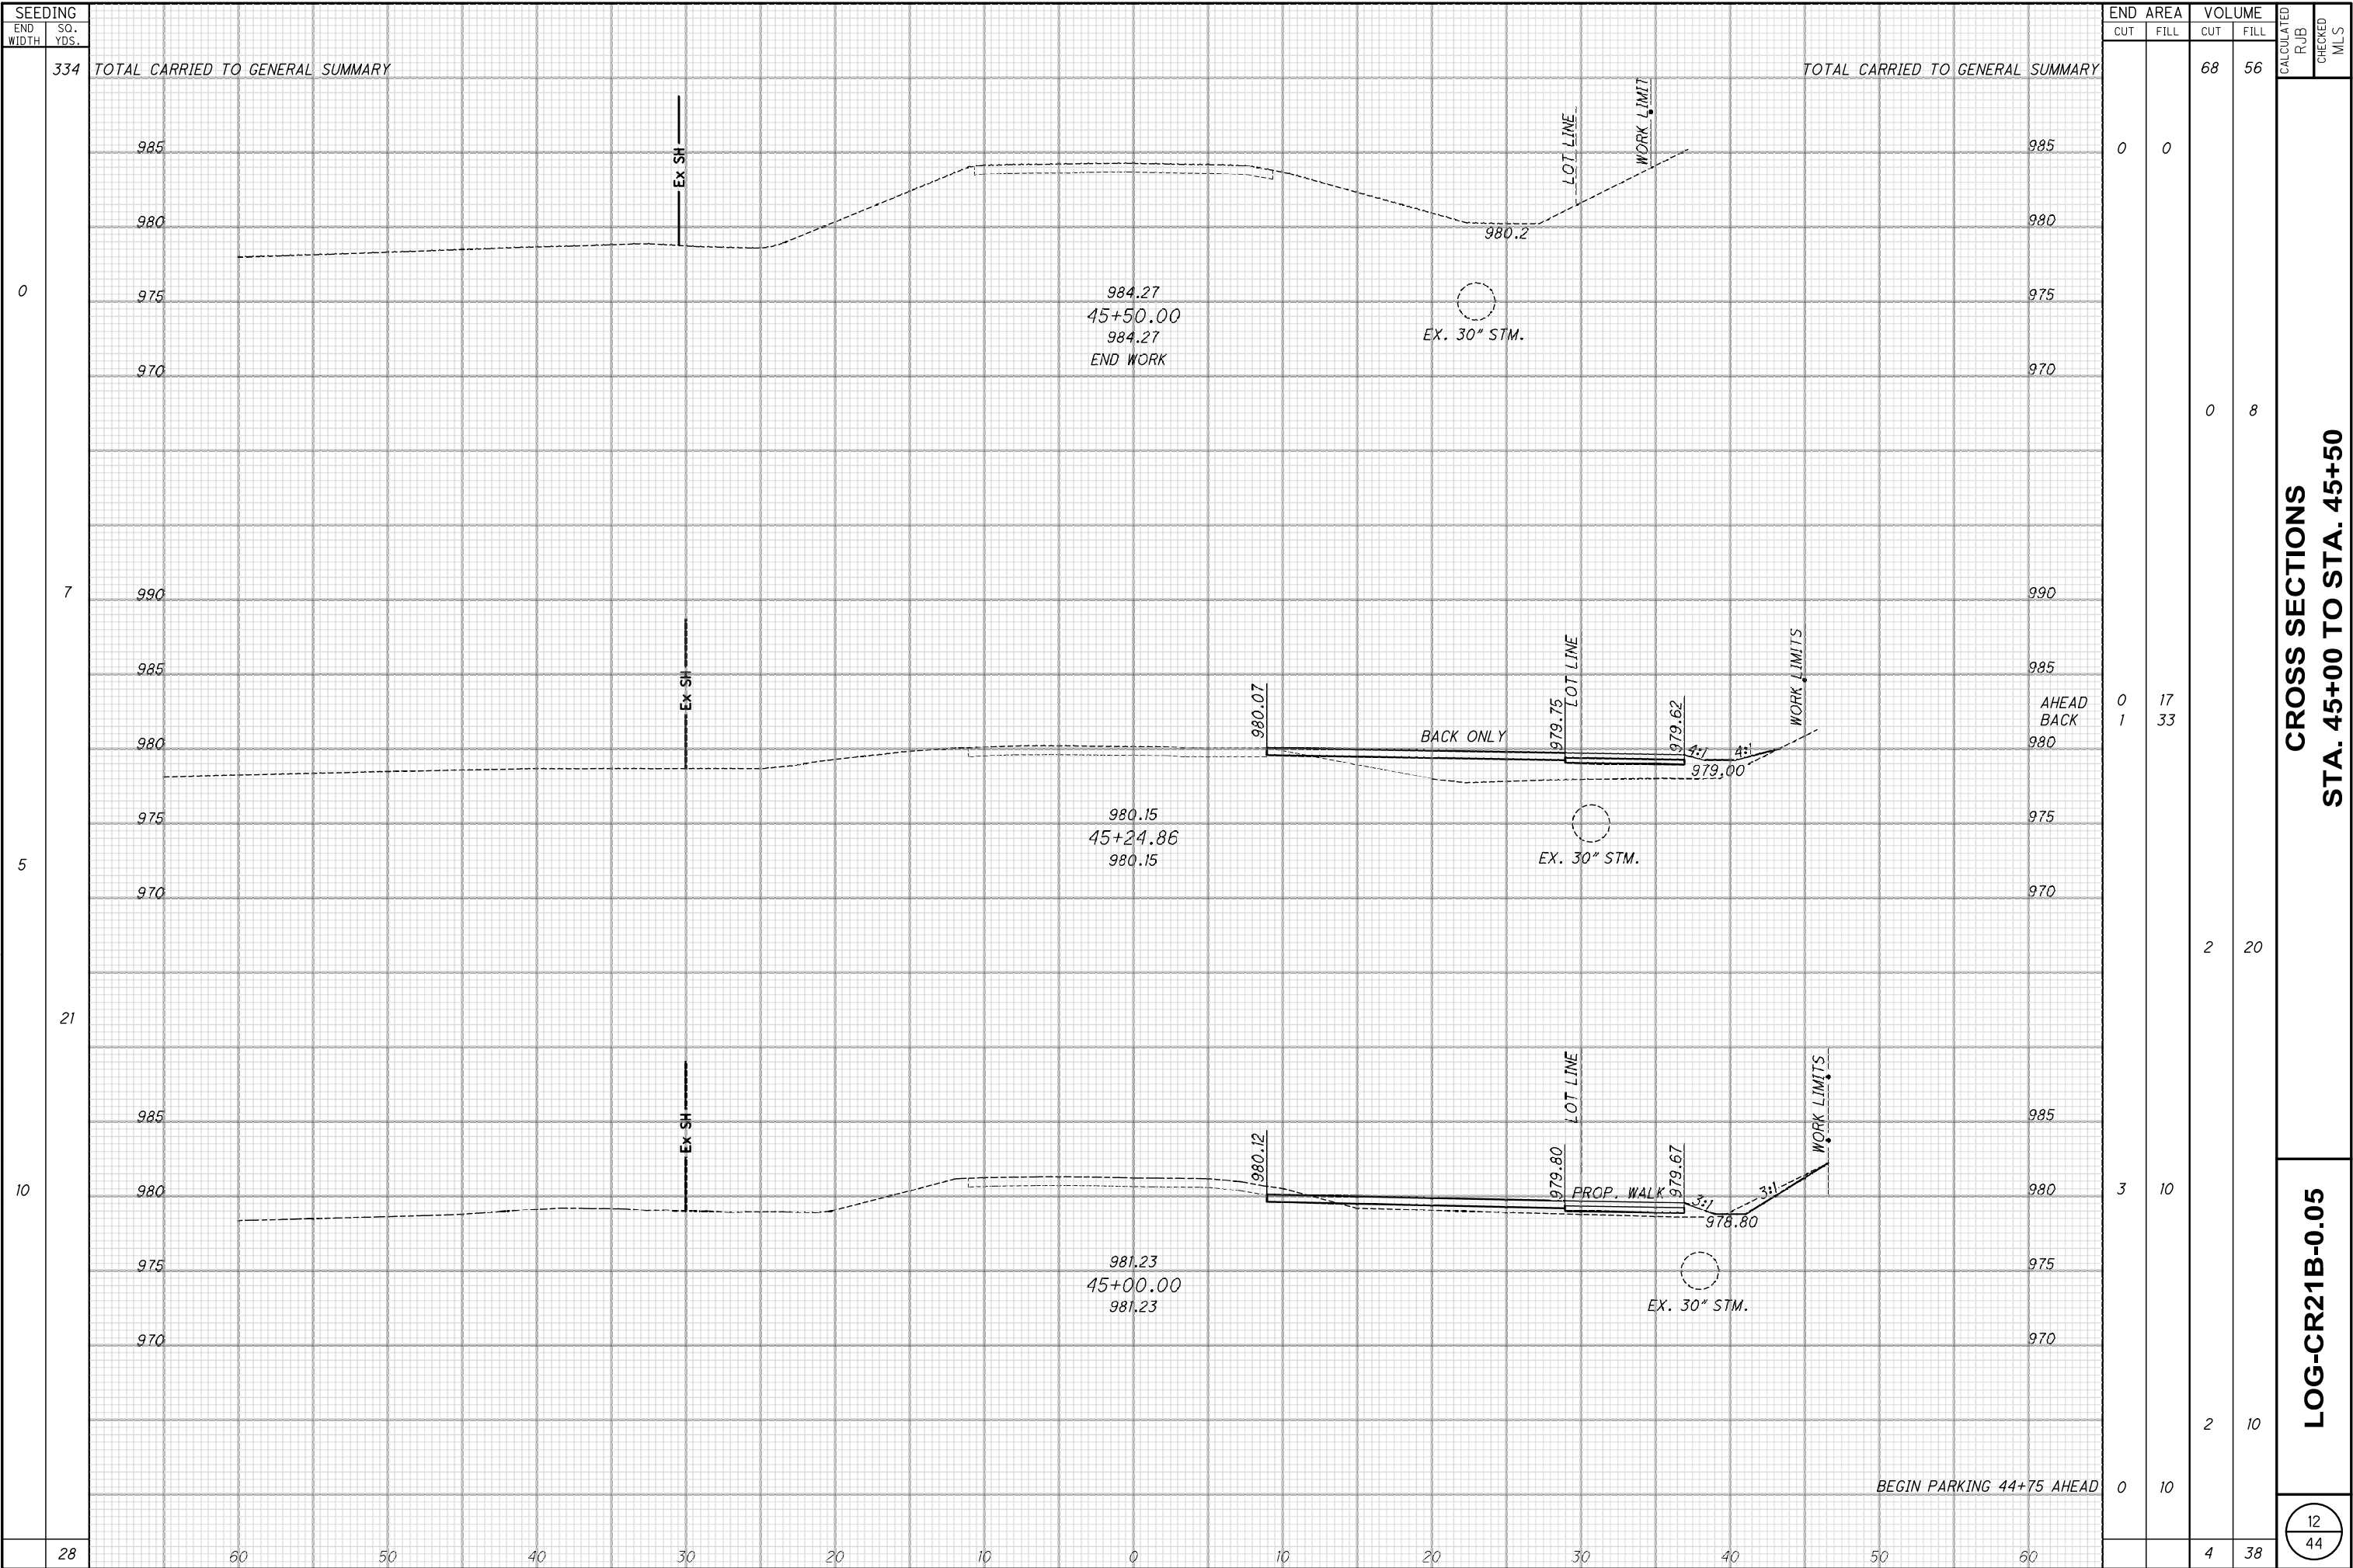 SEEDING
END WIDTH
SQ. YDS.
END AREA
VOLUME
CUT
FILL
CUT
FILL
CALCULATED
RJB
CHECKED
MLS
334
TOTAL CARRIED TO GENERAL SUMMARY
TOTAL CARRIED TO GENERAL SUMMARY
68
56
Ex SH
LOT LINE
WORK LIMIT
985
985
0
0
980
980
980.2
0
975
975
984.27
45+50.00
984.27
END WORK
EX. 30" STM.
970
970
0
8
7
990
990
Ex SH
980.07
979.75
LOT LINE
979.62
WORK LIMITS
985
985
AHEAD
0
17
BACK
1
33
BACK ONLY
980
980
4:1
4:1
979.00
975
975
980.15
45+24.86
980.15
EX. 30" STM.
5
970
970
2
20
21
Ex SH
980.12
979.80
LOT LINE
979.67
WORK LIMITS
985
985
10
980
980
PROP. WALK
3:1
3:1
978.80
3
10
975
975
981.23
45+00.00
981.23
EX. 30" STM.
970
970
2
10
BEGIN PARKING 44+75 AHEAD
0
10
28
60
50
40
30
20
10
0
10
20
30
40
50
60
4
38
CROSS SECTIONS
STA. 45+00 TO STA. 45+50
LOG-CR21B-0.05
12
44